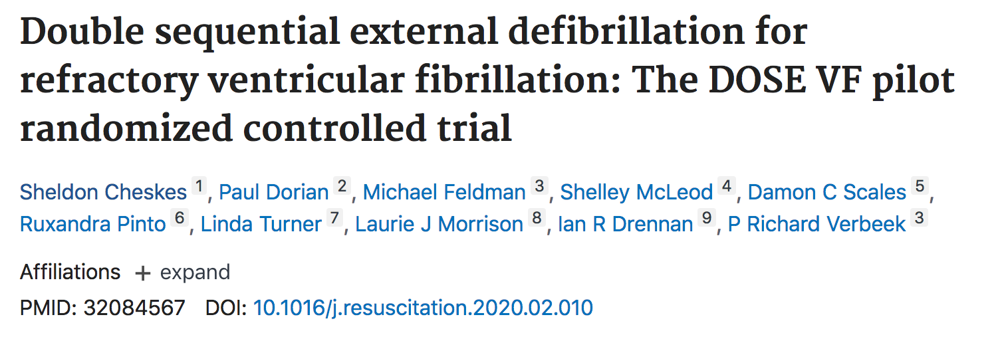 Double sequential external defibrillation for
refractory ventricular fibrillation: The DOSE VF pilot
randomized controlled trial
Sheldon Cheskes 1, Paul Dorian 2, Michael Feldman 3, Shelley McLeod 4, Damon C Scales 5,
Ruxandra Pinto 6, Linda Turner 7, Laurie J Morrison 8, Ian R Drennan 9, P Richard Verbeek 3
Affiliations + expand
PMID: 32084567 DOI: 10.1016/j.resuscitation.2020.02.010